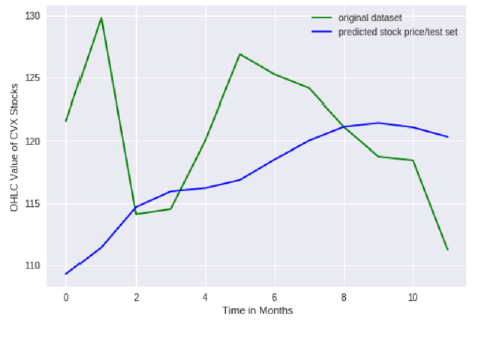 original dataset
predicted stock price/test set
130
125
120
115
110
OHLC Value of CVX Stocks
0 2 4 6 8 10
Time in Months